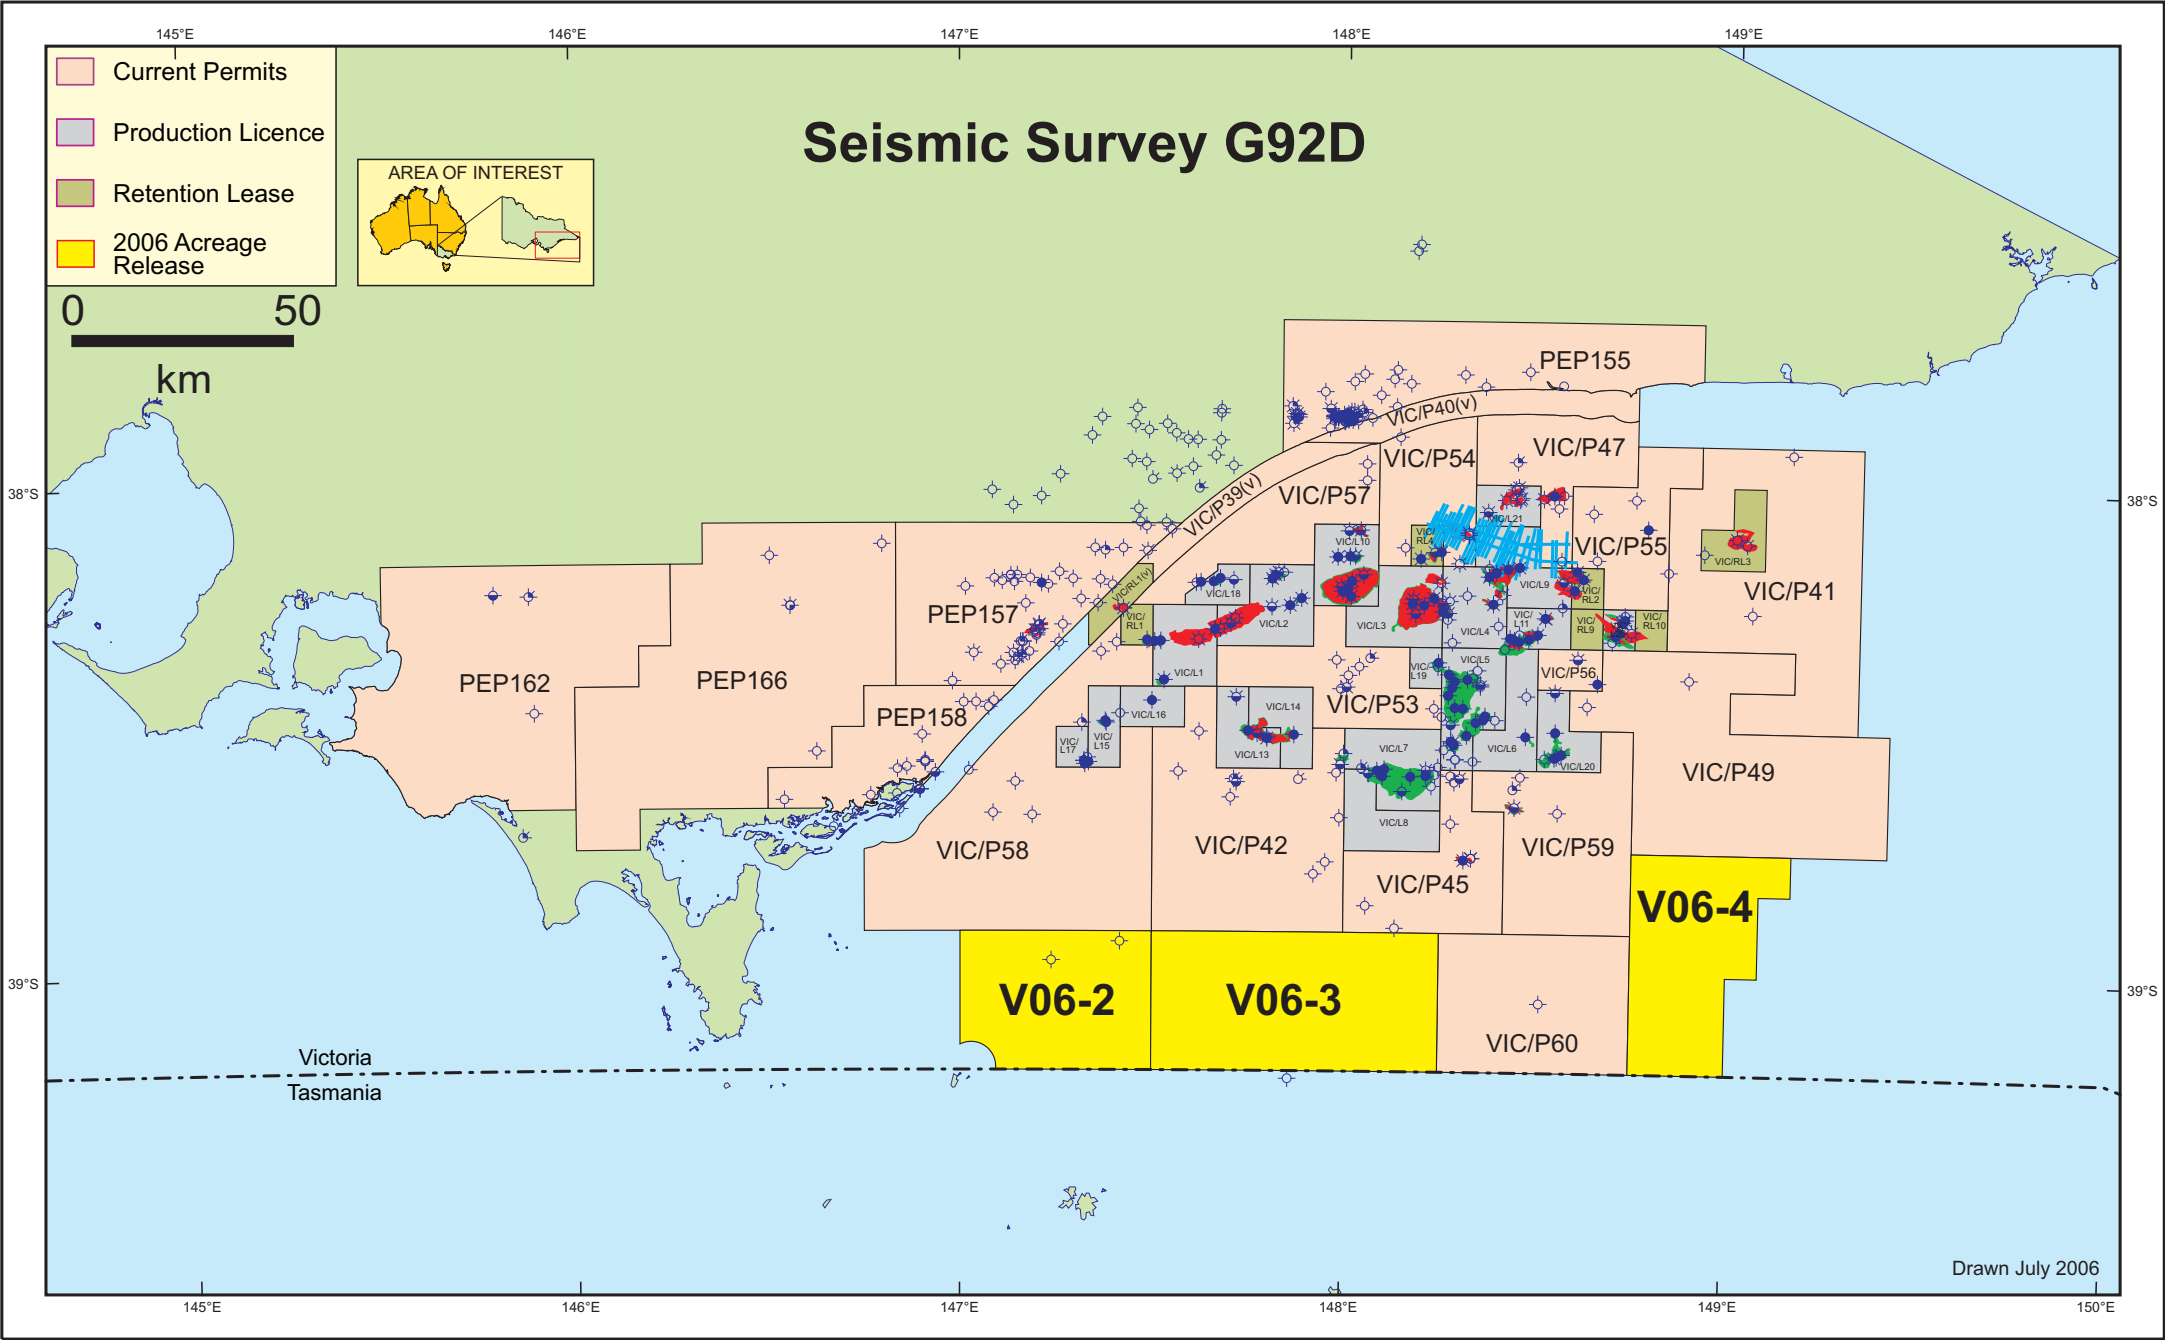 145°E
146°E
147°E
148°E
149°E
Current Permits
Production Licence
Retention Lease
2006 Acreage
Release
0
50
km
AREA OF INTEREST
Seismic Survey G92D
38°S
38°S
39°S
39°S
PEP155
VIC/P40(v)
VIC/P39(v)
VIC/P54
VIC/P47
VIC/P57
VIC/L21
VIC/L10
VIC/
RL4
VIC/P55
VIC/RL3
VIC/P41
VIC/RL1(v)
VIC/
RL1
VIC/L18
VIC/L2
VIC/L3
VIC/L4
VIC/L9
VIC/
L11
VIC/
RL2
VIC/
RL9
VIC/
RL10
PEP157
PEP162
PEP166
PEP158
VIC/L1
VIC/L16
VIC/
L17
VIC/
L15
VIC/L14
VIC/L13
VIC/P53
VIC/
L19
VIC/L5
VIC/P56
VIC/L6
VIC/L7
VIC/L20
VIC/L8
VIC/P49
VIC/P58
VIC/P42
VIC/P45
VIC/P59
V06-4
V06-2
V06-3
VIC/P60
Victoria
Tasmania
Drawn July 2006
145°E
146°E
147°E
148°E
149°E
150°E